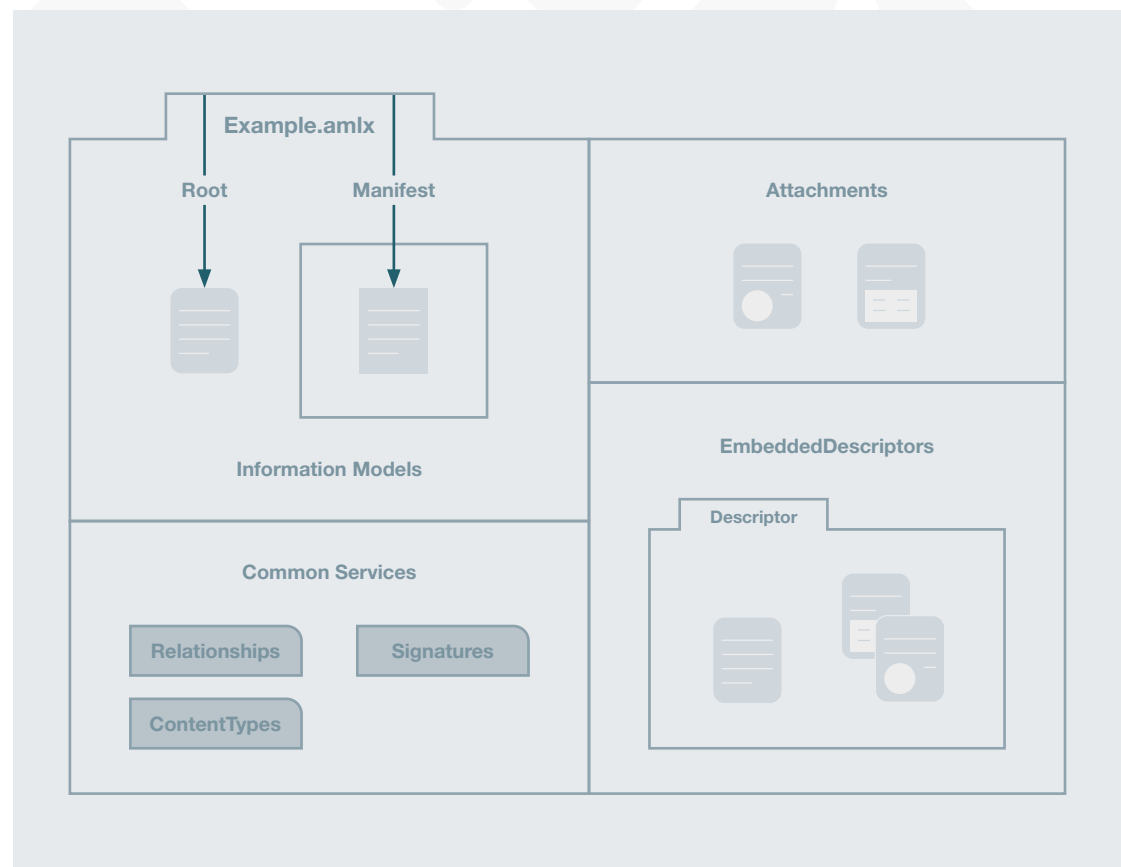 Example.amlx
Root
Manifest
Information Models
Common Services
Relationships
Signatures
ContentTypes
Attachments
EmbeddedDescriptors
Descriptor